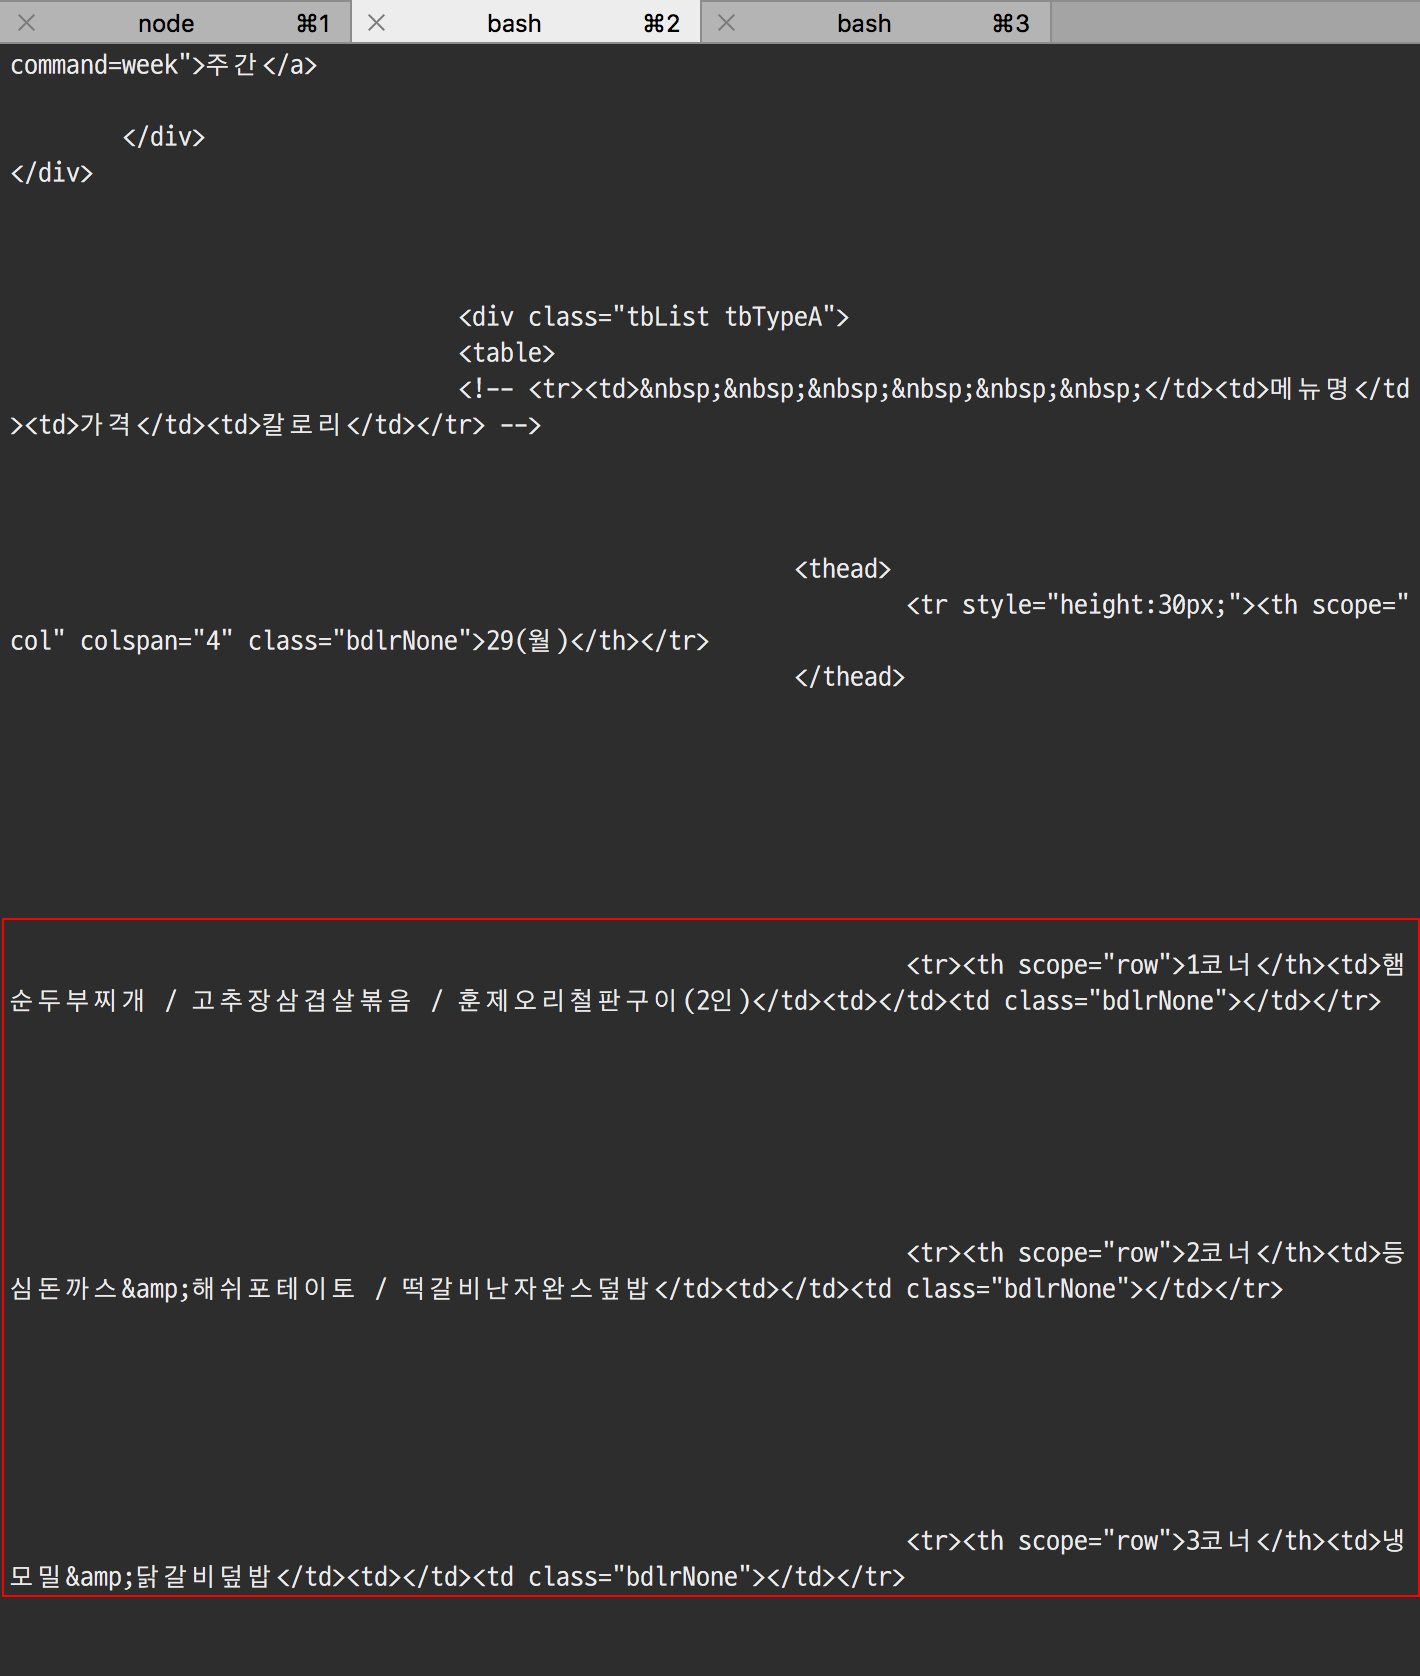 node ⌘1 bash ⌘2 bash ⌘3
command=week">주간</a>
</div>
</div>
<div class="tbList tbTypeA">
<table>
<!-- <tr><td>&nbsp;&nbsp;&nbsp;&nbsp;&nbsp;&nbsp;</td><td>메뉴명</td
><td>가격</td><td>칼로리</td></tr> -->
<thead>
<tr style="height:30px;"><th scope="
col" colspan="4" class="bdlrNone">29(월)</th></tr>
</thead>
<tr><th scope="row">1코너</th><td>햄
순두부찌개 / 고추장삼겹살볶음 / 훈제오리철판구이(2인)</td><td></td><td class="bdlrNone"></td></tr>
<tr><th scope="row">2코너</th><td>등
심돈까스&amp;해쉬포테이토 / 떡갈비난자완스덮밥</td><td></td><td class="bdlrNone"></td></tr>
<tr><th scope="row">3코너</th><td>냉
모밀&amp;닭갈비덮밥</td><td></td><td class="bdlrNone"></td></tr>